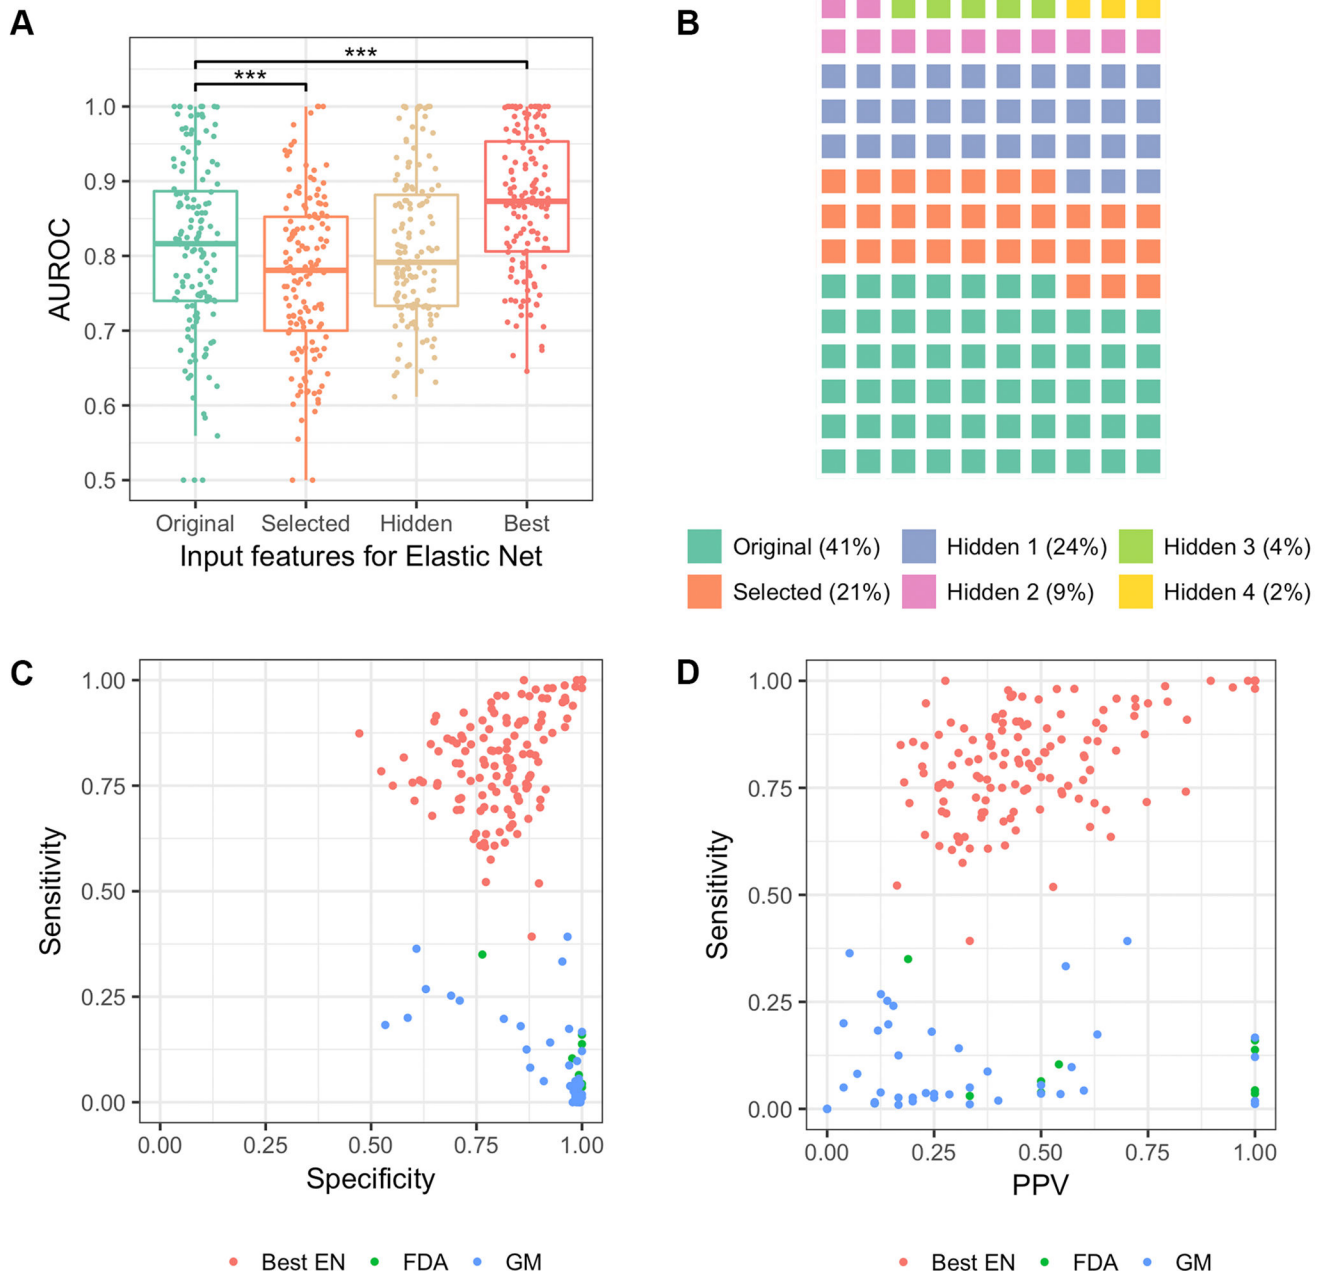 A
***
***
1.0
0.9
0.8
0.7
0.6
0.5
AUROC
Original
Selected
Hidden
Best
Input features for Elastic Net
B
Original (41%)
Hidden 1 (24%)
Hidden 3 (4%)
Selected (21%)
Hidden 2 (9%)
Hidden 4 (2%)
C
1.00
0.75
0.50
0.25
0.00
Sensitivity
0.00
0.25
0.50
0.75
1.00
Specificity
Best EN
FDA
GM
D
1.00
0.75
0.50
0.25
0.00
Sensitivity
0.00
0.25
0.50
0.75
1.00
PPV
Best EN
FDA
GM